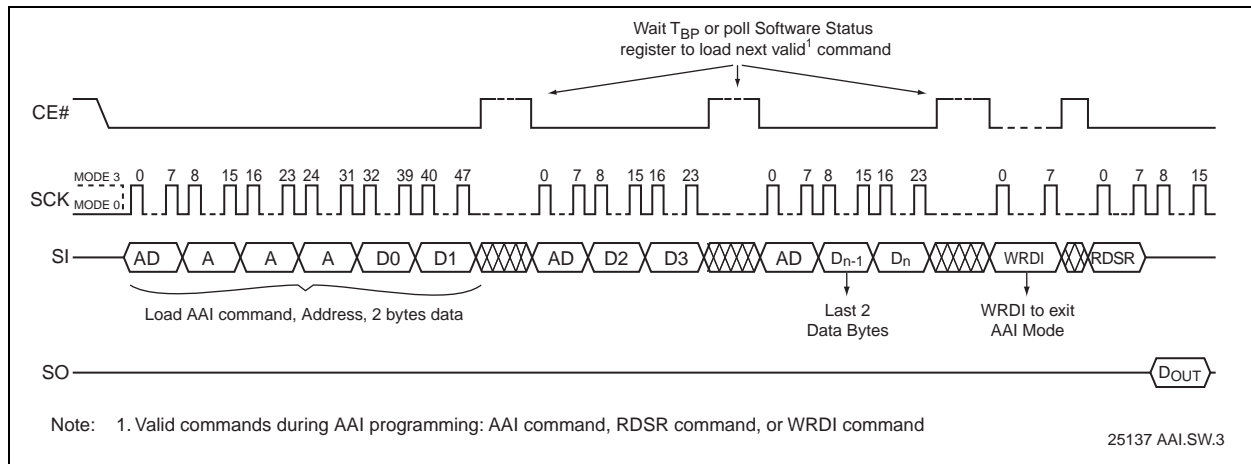 Wait TBP or poll Software Status
register to load next valid1 command
CE#
MODE 3
0 7 8 15 16 23 24 31 32 39 40 47 0 7 8 15 16 23 0 7 8 15 16 23 0 7 0 7 8 15
SCK
MODE 0
SI AD A A A D0 D1 AD D2 D3 AD Dn-1 Dn WRDI RDSR
Load AAI command, Address, 2 bytes data
Last 2
Data Bytes
WRDI to exit
AAI Mode
SO DOUT
Note: 1. Valid commands during AAI programming: AAI command, RDSR command, or WRDI command
25137 AAI.SW.3